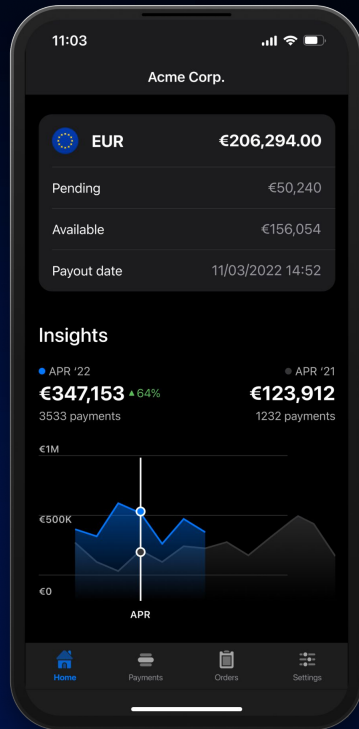 11:03
Acme Corp.
EUR €206,294.00
Pending €50,240
Available €156,054
Payout date 11/03/2022 14:52
Insights
APR ‘22 APR ‘21
€347,153 ▲64% €123,912
3533 payments 1232 payments
€1M
€500K
€0
APR
Home Payments Orders Settings